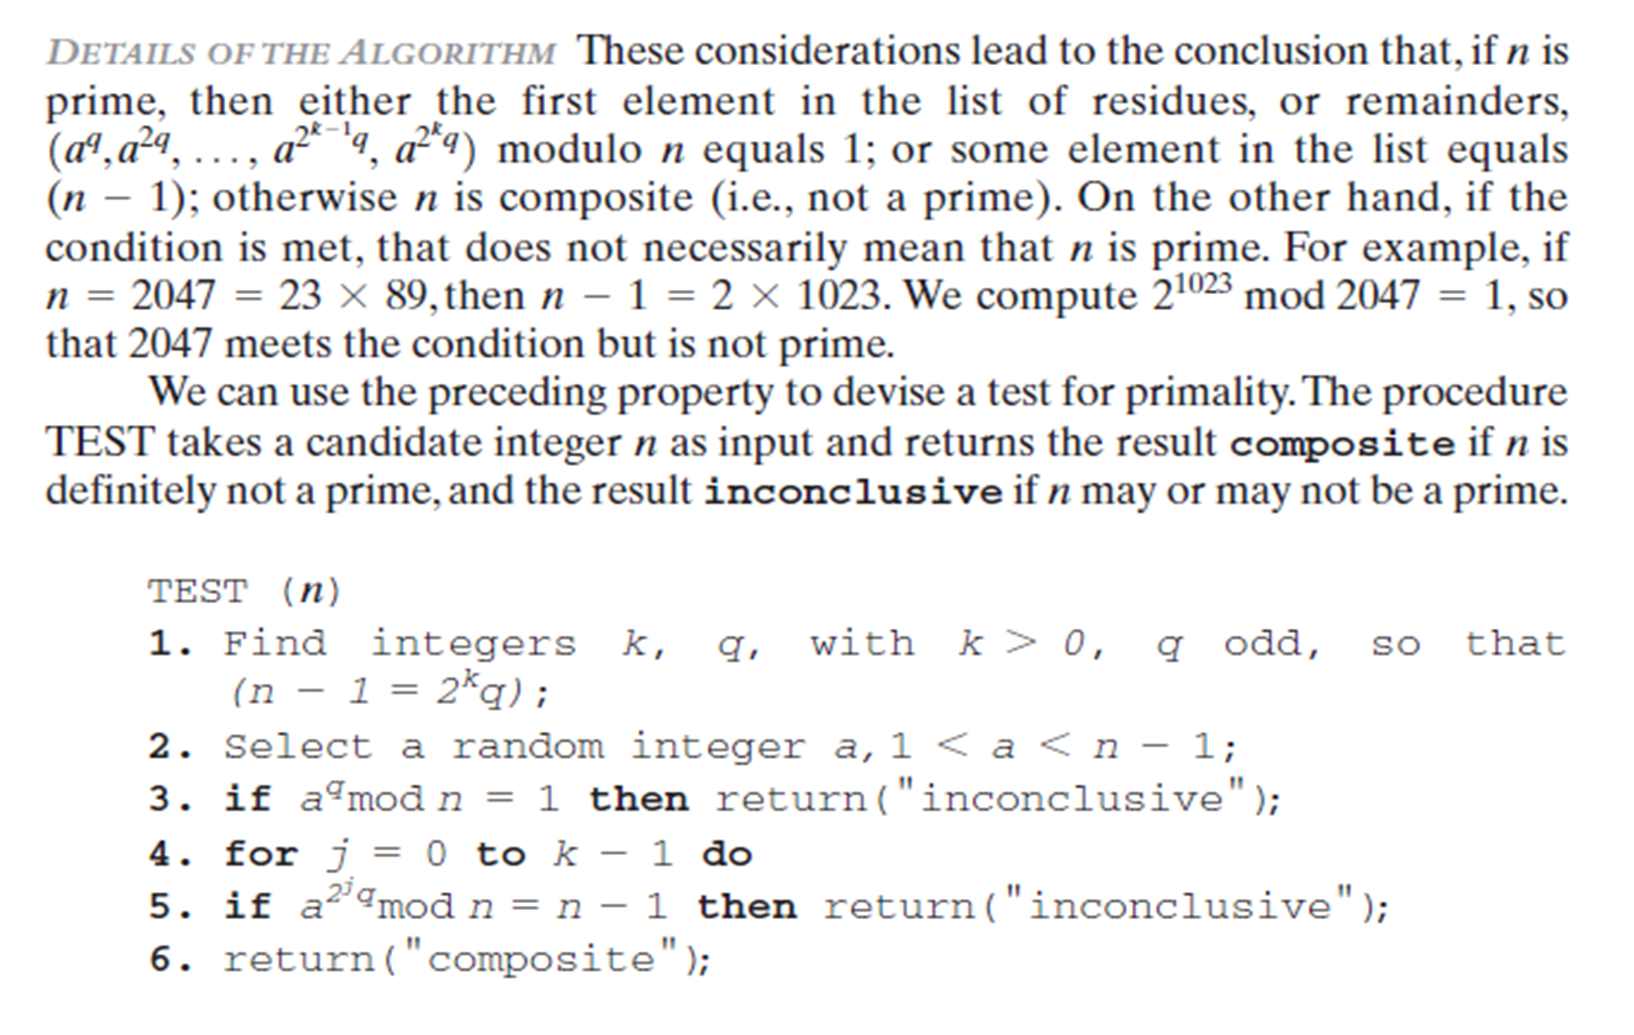 DETAILS OF THE ALGORITHM These considerations lead to the conclusion that, if n is
prime, then either the first element in the list of residues, or remainders,
(a^q, a^{2q}, . . . , a^{2^{k-1}q}, a^{2^k q}) modulo n equals 1; or some element in the list equals
(n − 1); otherwise n is composite (i.e., not a prime). On the other hand, if the
condition is met, that does not necessarily mean that n is prime. For example, if
n = 2047 = 23 × 89, then n − 1 = 2 × 1023. We compute 2^{1023} mod 2047 = 1, so
that 2047 meets the condition but is not prime.
We can use the preceding property to devise a test for primality. The procedure
TEST takes a candidate integer n as input and returns the result composite if n is
definitely not a prime, and the result inconclusive if n may or may not be a prime.
TEST (n)
1. Find integers k, q, with k > 0, q odd, so that
(n − 1 = 2^k q);
2. Select a random integer a, 1 < a < n − 1;
3. if a^q mod n = 1 then return("inconclusive");
4. for j = 0 to k − 1 do
5. if a^{2^j q} mod n = n − 1 then return("inconclusive");
6. return("composite");